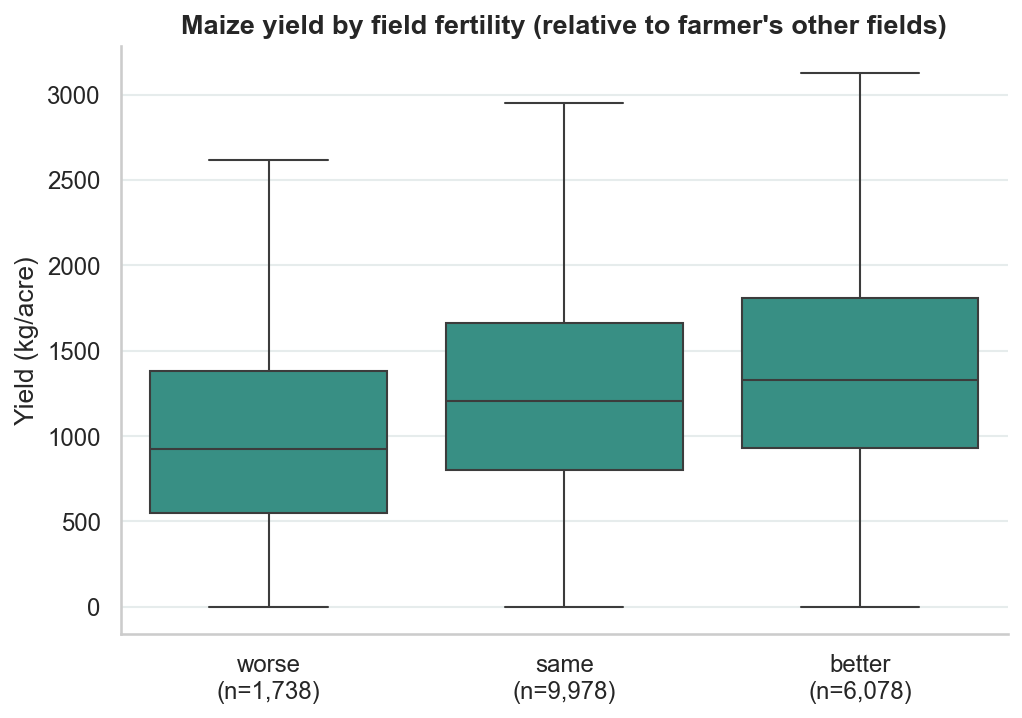 Maize yield by field fertility (relative to farmer's other fields)
Yield (kg/acre)
3000
2500
2000
1500
1000
500
0
worse
(n=1,738)
same
(n=9,978)
better
(n=6,078)